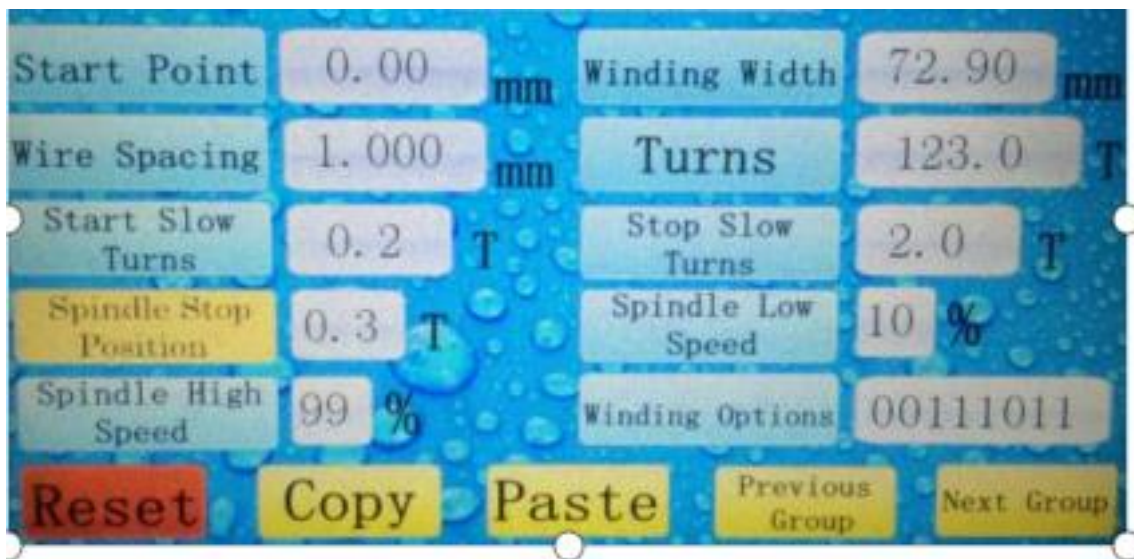 Start Point 0.00 mm Winding Width 72.90 mm
Wire Spacing 1.000 mm Turns 123.0 T
Start Slow Turns 0.2 T Stop Slow Turns 2.0 T
Spindle Stop Position 0.3 T Spindle Low Speed 10 %
Spindle High Speed 99 % Winding Options 00111011
Reset Copy Paste Previous Group Next Group